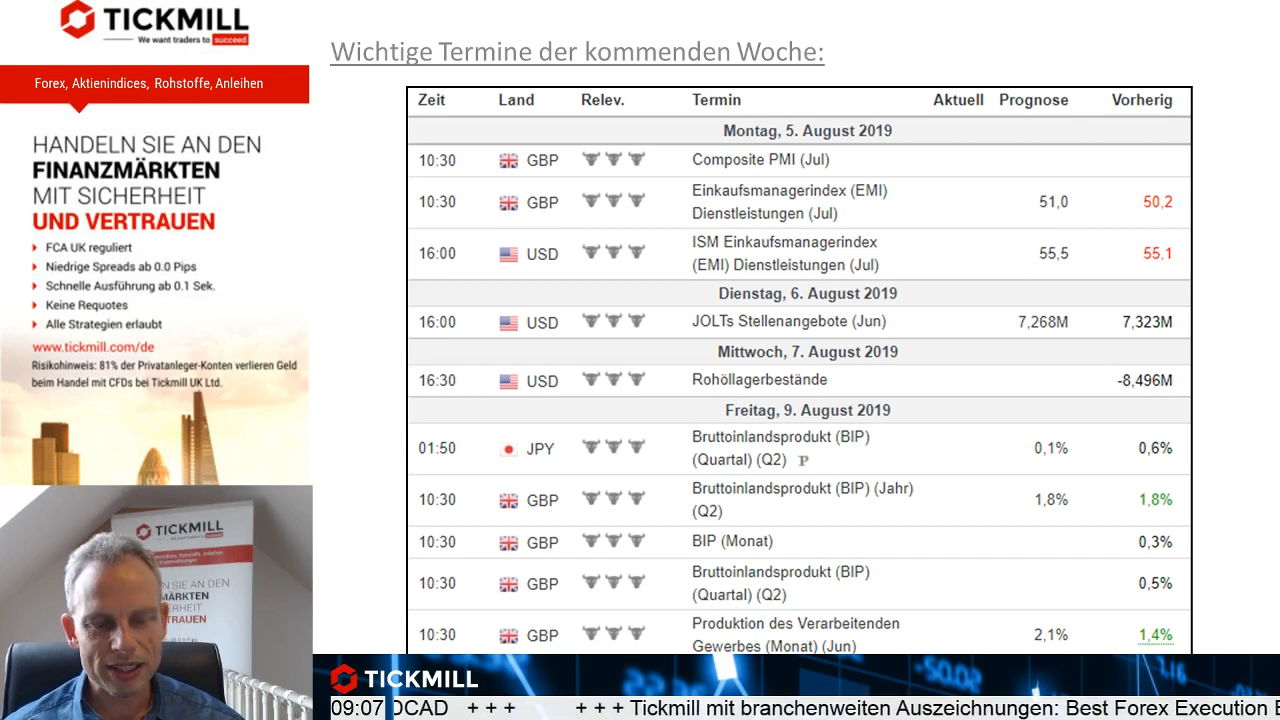 TICKMILL
We want traders to succeed
Forex, Aktienindices, Rohstoffe, Anleihen
HANDELN SIE AN DEN
FINANZMÄRKTEN
MIT SICHERHEIT
UND VERTRAUEN
FCA UK reguliert
Niedrige Spreads ab 0.0 Pips
Schnelle Ausführung ab 0.1 Sek.
Keine Requotes
Alle Strategien erlaubt
www.tickmill.com/de
Risikohinweis: 81% der Privatanleger-Konten verlieren Geld
beim Handel mit CFDs bei Tickmill UK Ltd.
TICKMILL
SIE AN DEN
MÄRKTEN
ERHEIT
TRAUEN
Wichtige Termine der kommenden Woche:
Zeit Land Relev. Termin Aktuell Prognose Vorherig
Montag, 5. August 2019
10:30 GBP Composite PMI (Jul)
10:30 GBP Einkaufsmanagerindex (EMI) 51,0 50,2
Dienstleistungen (Jul)
16:00 USD ISM Einkaufsmanagerindex 55,5 55,1
(EMI) Dienstleistungen (Jul)
Dienstag, 6. August 2019
16:00 USD JOLTs Stellenangebote (Jun) 7,268M 7,323M
Mittwoch, 7. August 2019
16:30 USD Rohöllagerbestände -8,496M
Freitag, 9. August 2019
01:50 JPY Bruttoinlandsprodukt (BIP) 0,1% 0,6%
(Quartal) (Q2) P
10:30 GBP Bruttoinlandsprodukt (BIP) (Jahr) 1,8% 1,8%
(Q2)
10:30 GBP BIP (Monat) 0,3%
10:30 GBP Bruttoinlandsprodukt (BIP) 0,5%
(Quartal) (Q2)
10:30 GBP Produktion des Verarbeitenden 2,1% 1,4%
Gewerbes (Monat) (Jun)
TICKMILL
09:07 DCAD + + + + + + Tickmill mit branchenweiten Auszeichnungen: Best Forex Execution